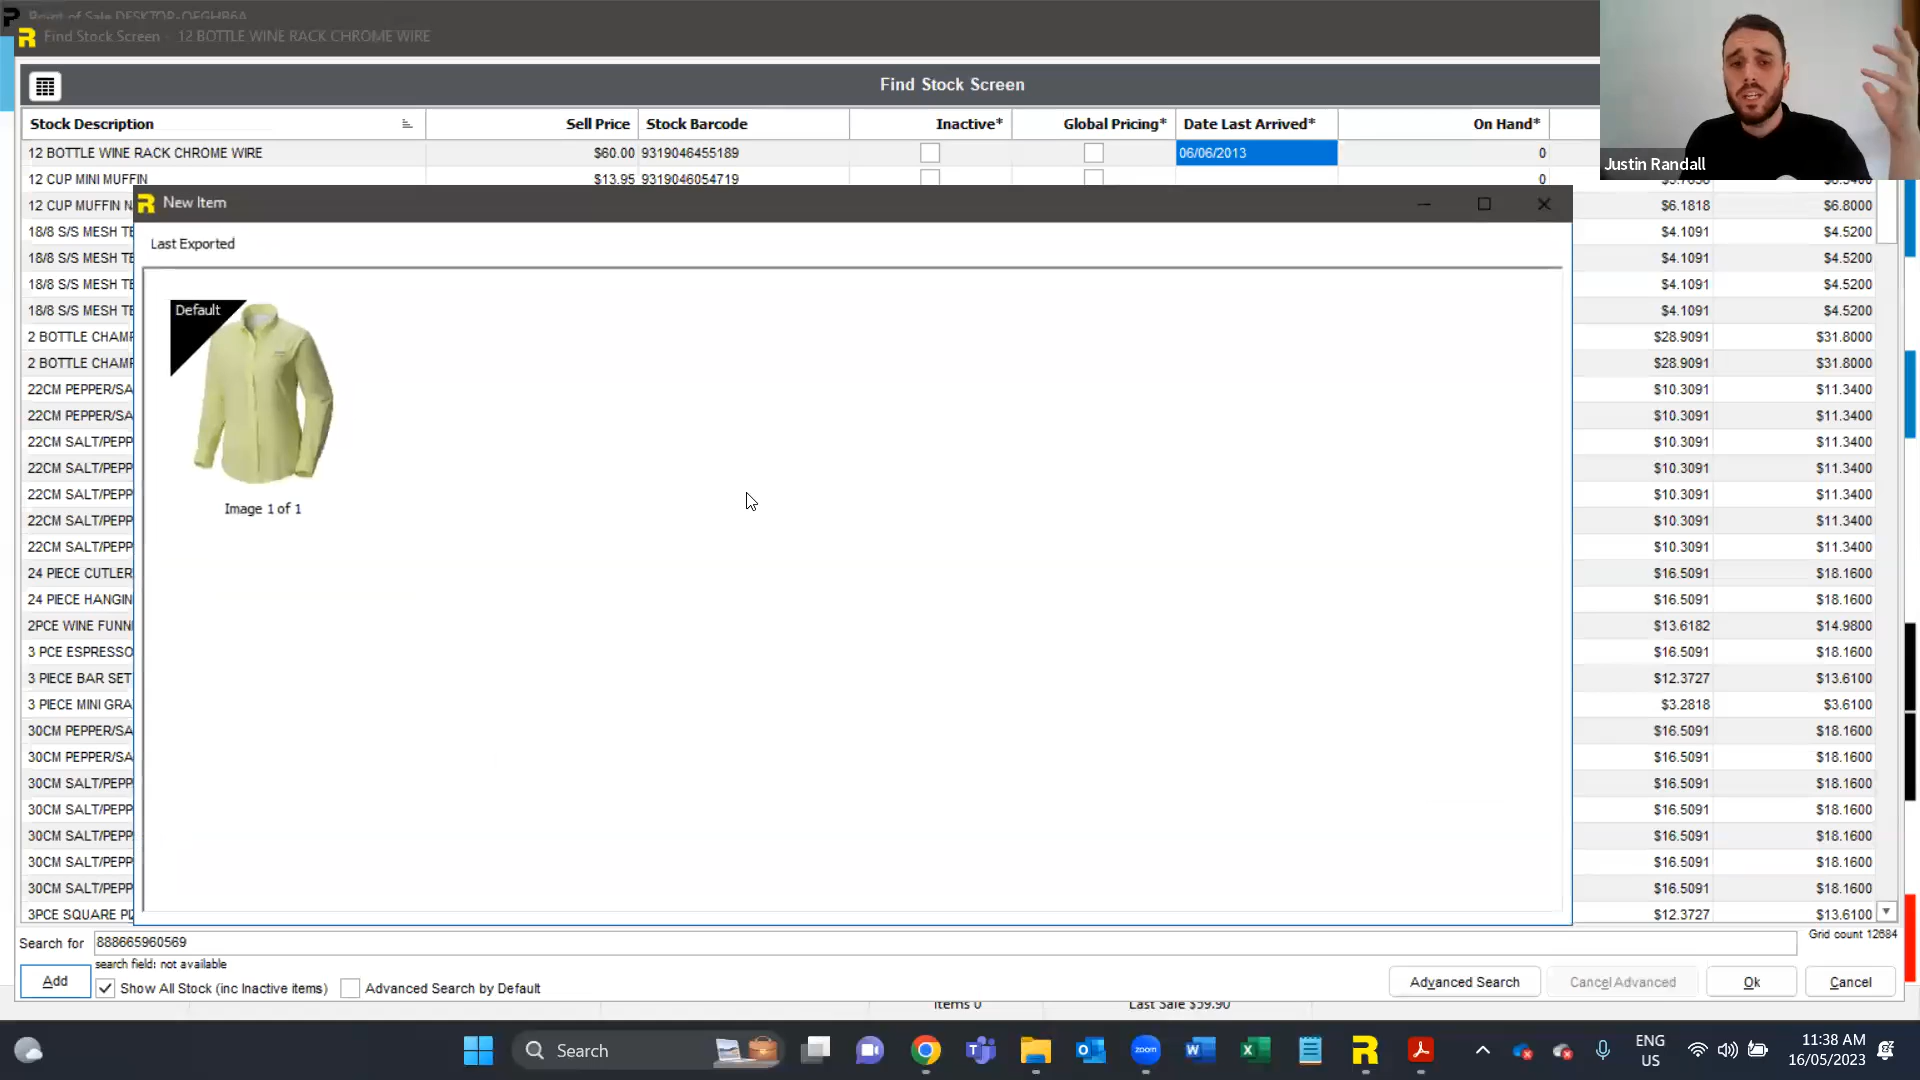 Point of Sale DESKTOP-OEGHB6A
Find Stock Screen - 12 BOTTLE WINE RACK CHROME WIRE
Find Stock Screen
Stock Description Sell Price Stock Barcode Inactive* Global Pricing* Date Last Arrived* On Hand*
12 BOTTLE WINE RACK CHROME WIRE $60.00 9319046455189 06/06/2013 0
12 CUP MINI MUFFIN $13.95 9319046054719 0
Justin Randall
New Item
Last Exported
Default
Image 1 of 1
12 CUP MUFFIN N $6.1818 $6.8000
18/8 S/S MESH TE $4.1091 $4.5200
18/8 S/S MESH TE $4.1091 $4.5200
18/8 S/S MESH TE $4.1091 $4.5200
18/8 S/S MESH TE $4.1091 $4.5200
2 BOTTLE CHAMP $28.9091 $31.8000
2 BOTTLE CHAMP $28.9091 $31.8000
22CM PEPPER/SA $10.3091 $11.3400
22CM PEPPER/SA $10.3091 $11.3400
22CM SALT/PEPP $10.3091 $11.3400
22CM SALT/PEPP $10.3091 $11.3400
22CM SALT/PEPP $10.3091 $11.3400
22CM SALT/PEPP $10.3091 $11.3400
22CM SALT/PEPP $10.3091 $11.3400
24 PIECE CUTLER $16.5091 $18.1600
24 PIECE HANGIN $16.5091 $18.1600
2PCE WINE FUNN $13.6182 $14.9800
3 PCE ESPRESSO $16.5091 $18.1600
3 PIECE BAR SET $12.3727 $13.6100
3 PIECE MINI GRA $3.2818 $3.6100
30CM PEPPER/SA $16.5091 $18.1600
30CM PEPPER/SA $16.5091 $18.1600
30CM SALT/PEPP $16.5091 $18.1600
30CM SALT/PEPP $16.5091 $18.1600
30CM SALT/PEPP $16.5091 $18.1600
30CM SALT/PEPP $16.5091 $18.1600
30CM SALT/PEPP $16.5091 $18.1600
3PCE SQUARE $12.3727 $13.6100
Search for 888665960569 Grid count 12684
search field: not available
Add Show All Stock (inc Inactive items) Advanced Search by Default Advanced Search Cancel Advanced Ok Cancel
Items 0 Last Sale $59.90
Search zoom ENG US 11:38 AM
16/05/2023